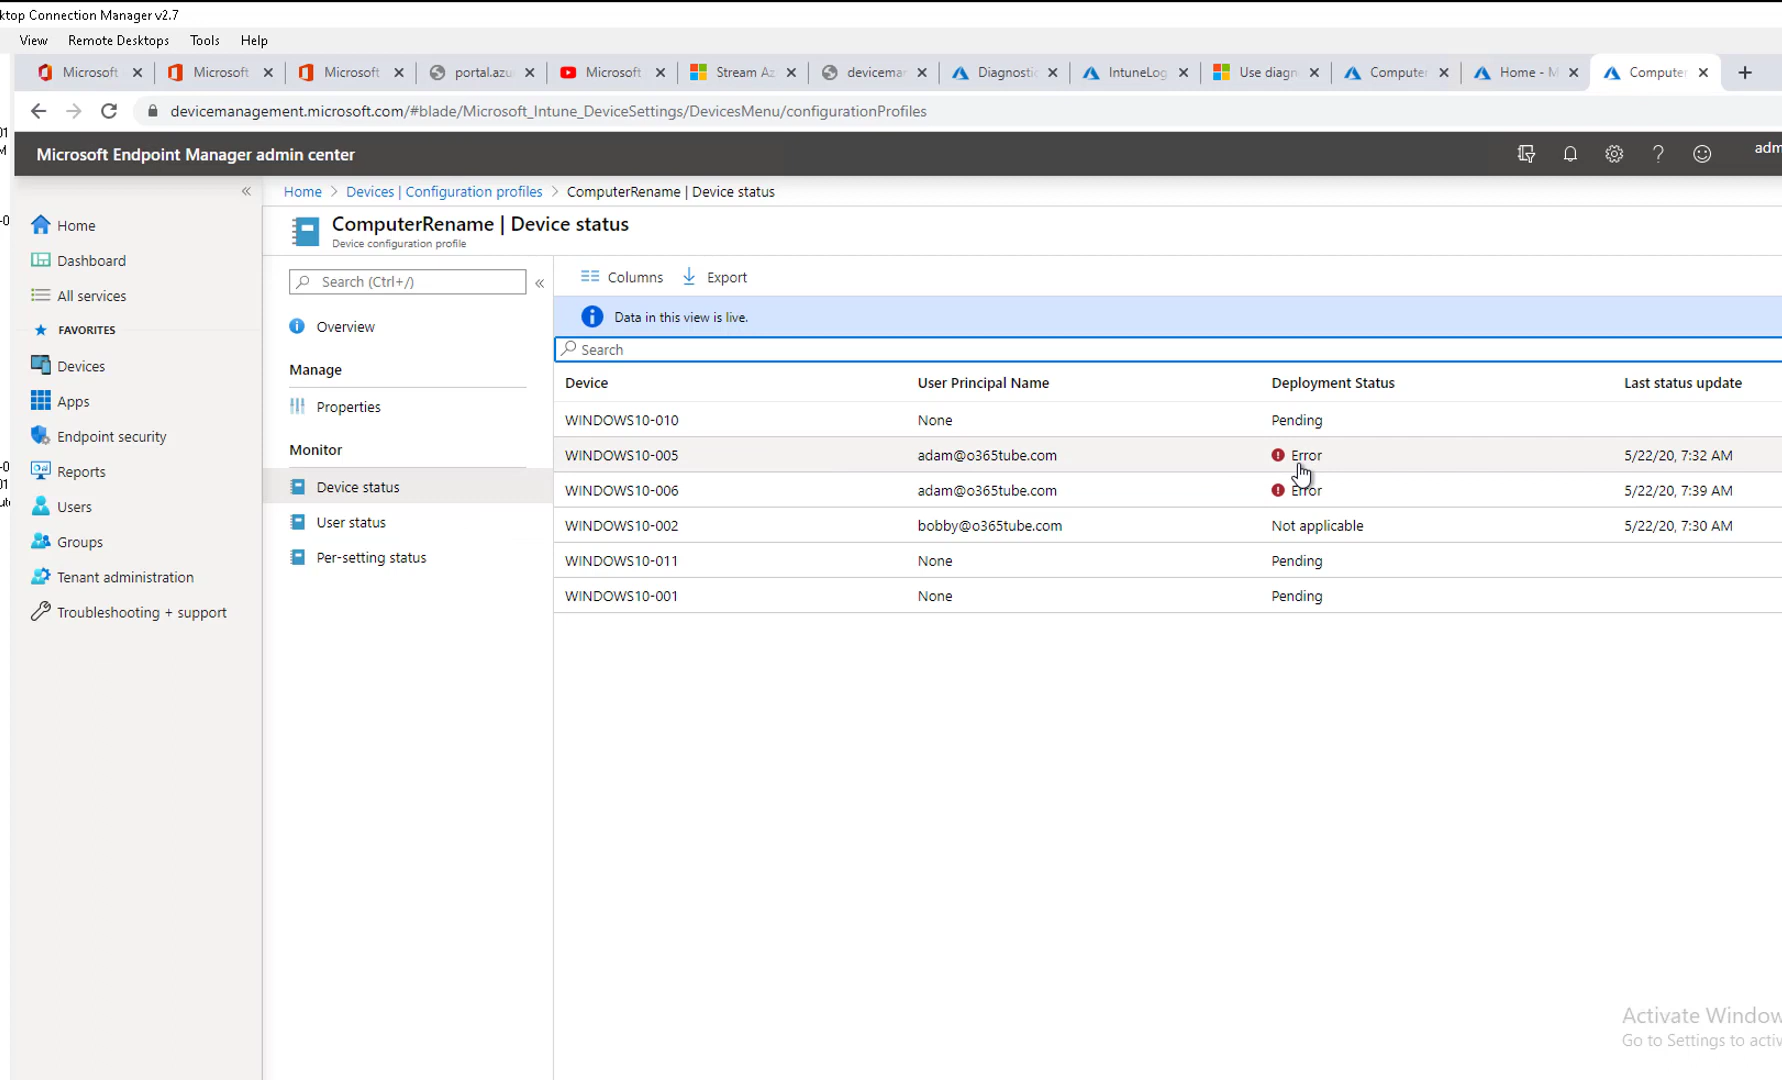 ktop Connection Manager v2.7
View Remote Desktops Tools Help
Microsoft Microsoft Microsoft portal.azu Microsoft Stream Az devicemar Diagnostic IntuneLog Use diagn Computer Home - M Computer
devicemanagement.microsoft.com/#blade/Microsoft_Intune_DeviceSettings/DevicesMenu/configurationProfiles
Microsoft Endpoint Manager admin center
adm
Home > Devices | Configuration profiles > ComputerRename | Device status
ComputerRename | Device status
Device configuration profile
Home
Dashboard
All services
FAVORITES
Devices
Apps
Endpoint security
Reports
Users
Groups
Tenant administration
Troubleshooting + support
Search (Ctrl+/)
Overview
Manage
Properties
Monitor
Device status
User status
Per-setting status
Columns Export
Data in this view is live.
Search
Device User Principal Name Deployment Status Last status update
WINDOWS10-010 None Pending
WINDOWS10-005 adam@o365tube.com Error 5/22/20, 7:32 AM
WINDOWS10-006 adam@o365tube.com Error 5/22/20, 7:39 AM
WINDOWS10-002 bobby@o365tube.com Not applicable 5/22/20, 7:30 AM
WINDOWS10-011 None Pending
WINDOWS10-001 None Pending
Activate Window
Go to Settings to activ